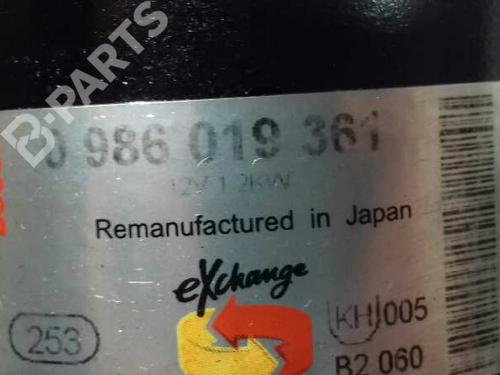 B-PARTS
0 986 019 361
12V 1.2KW
Remanufactured in Japan
eXchange
253
KH 005
B2 060